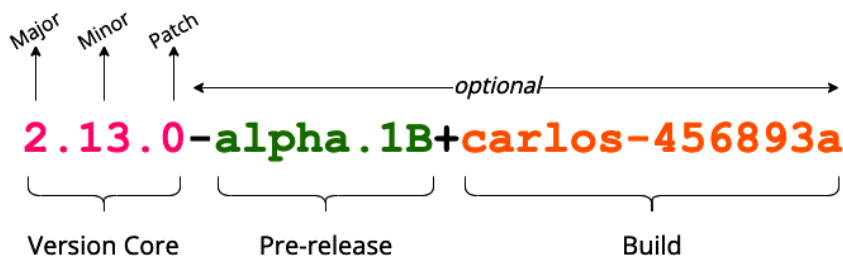 Major Minor Patch
optional
2.13.0-alpha.1B+carlos-456893a
Version Core Pre-release Build